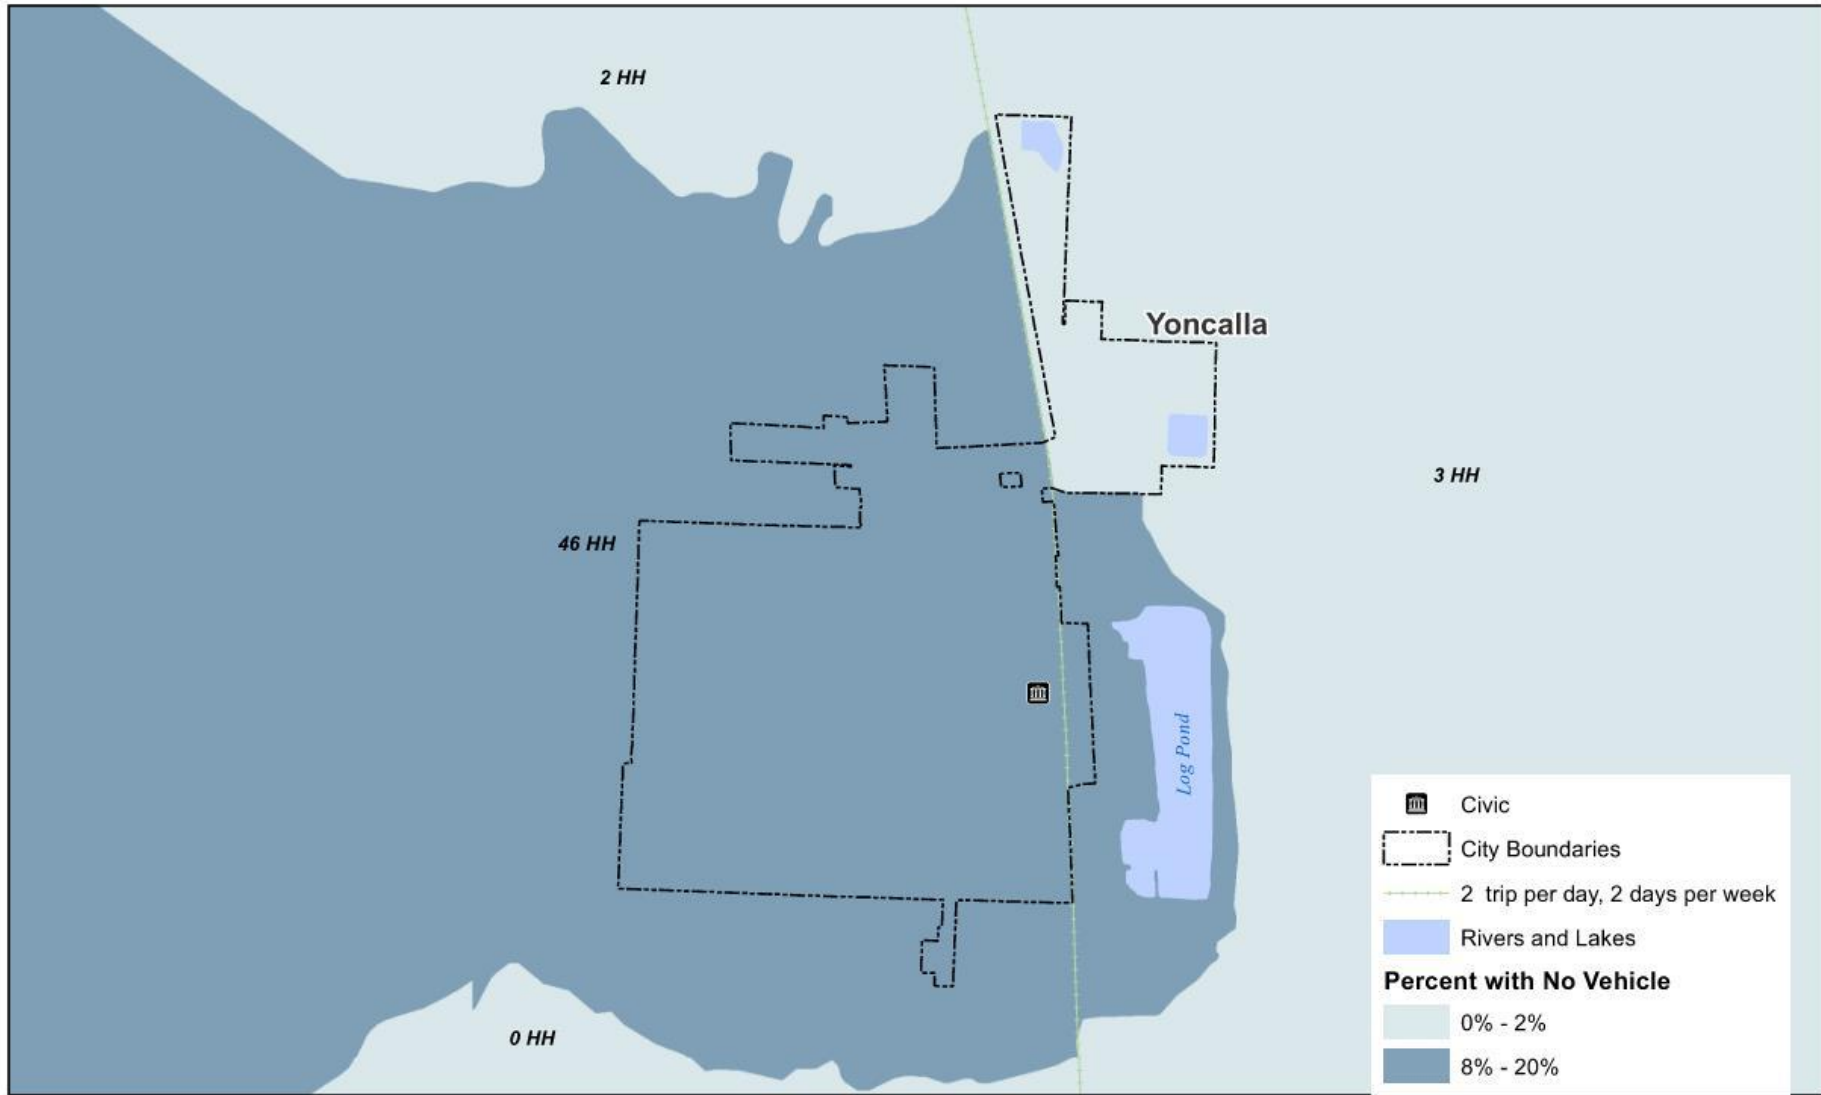 2 HH
Yoncalla
3 HH
46 HH
Log Pond
0 HH
Civic
City Boundaries
2  trip per day, 2 days per week
Rivers and Lakes
Percent with No Vehicle
0% - 2%
8% - 20%